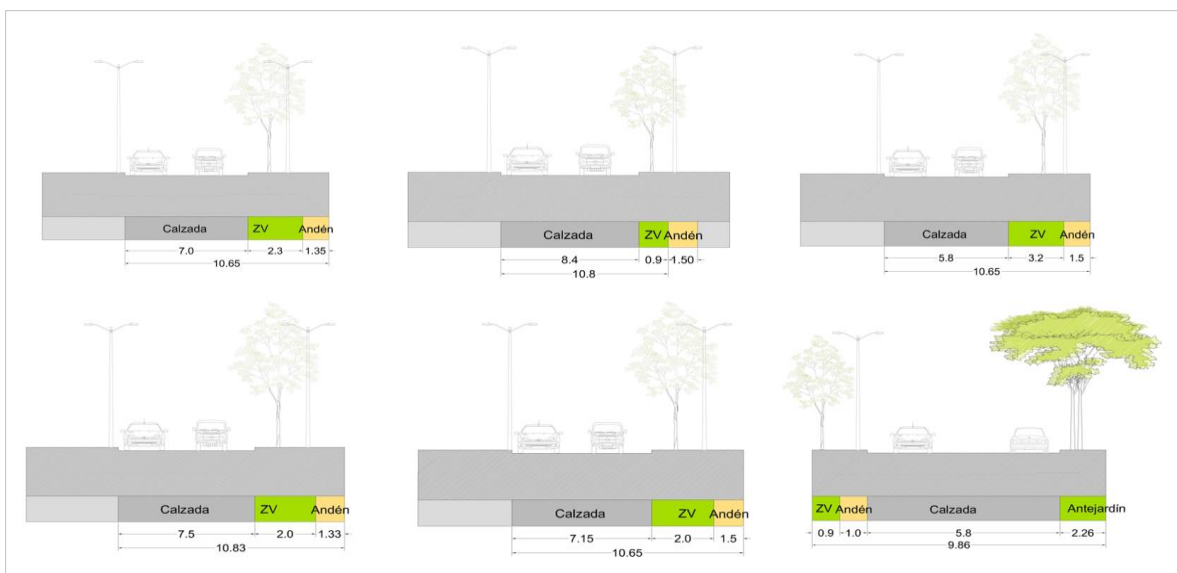 Calzada ZV Andén
7.0 2.3 1.35
10.65
Calzada ZV Andén
8.4 0.9 1.50
10.8
Calzada ZV Andén
5.8 3.2 1.5
10.65
Calzada ZV Andén
7.5 2.0 1.33
10.83
Calzada ZV Andén
7.15 2.0 1.5
10.65
ZV Andén Calzada Antejardín
0.9 1.0 5.8 2.26
9.86